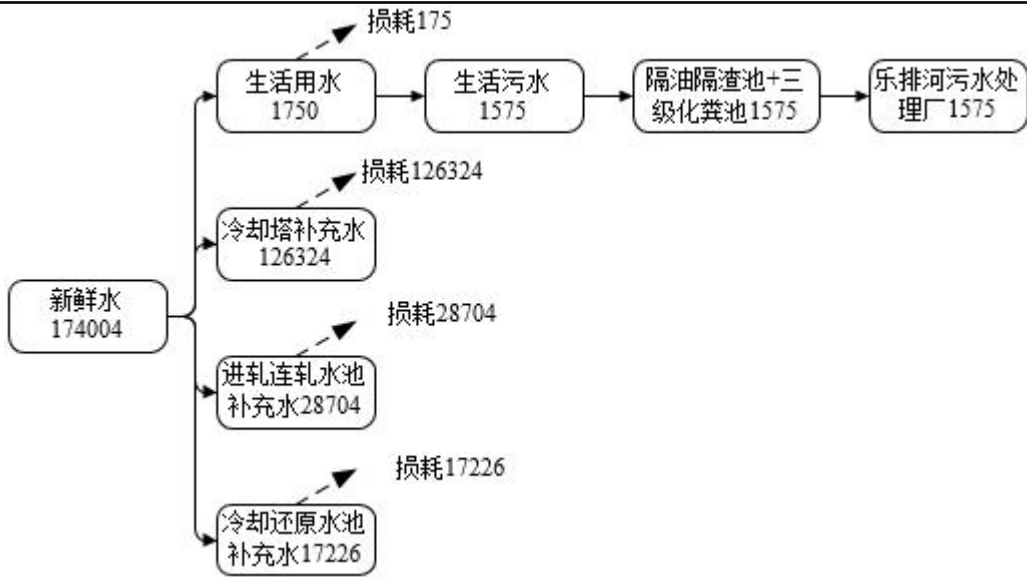 损耗175
生活用水
1750
生活污水
1575
隔油隔渣池+三
级化粪池1575
乐排河污水处
理厂1575
损耗126324
冷却塔补充水
126324
新鲜水
174004
损耗28704
进轧连轧水池
补充水28704
损耗17226
冷却还原水池
补充水17226